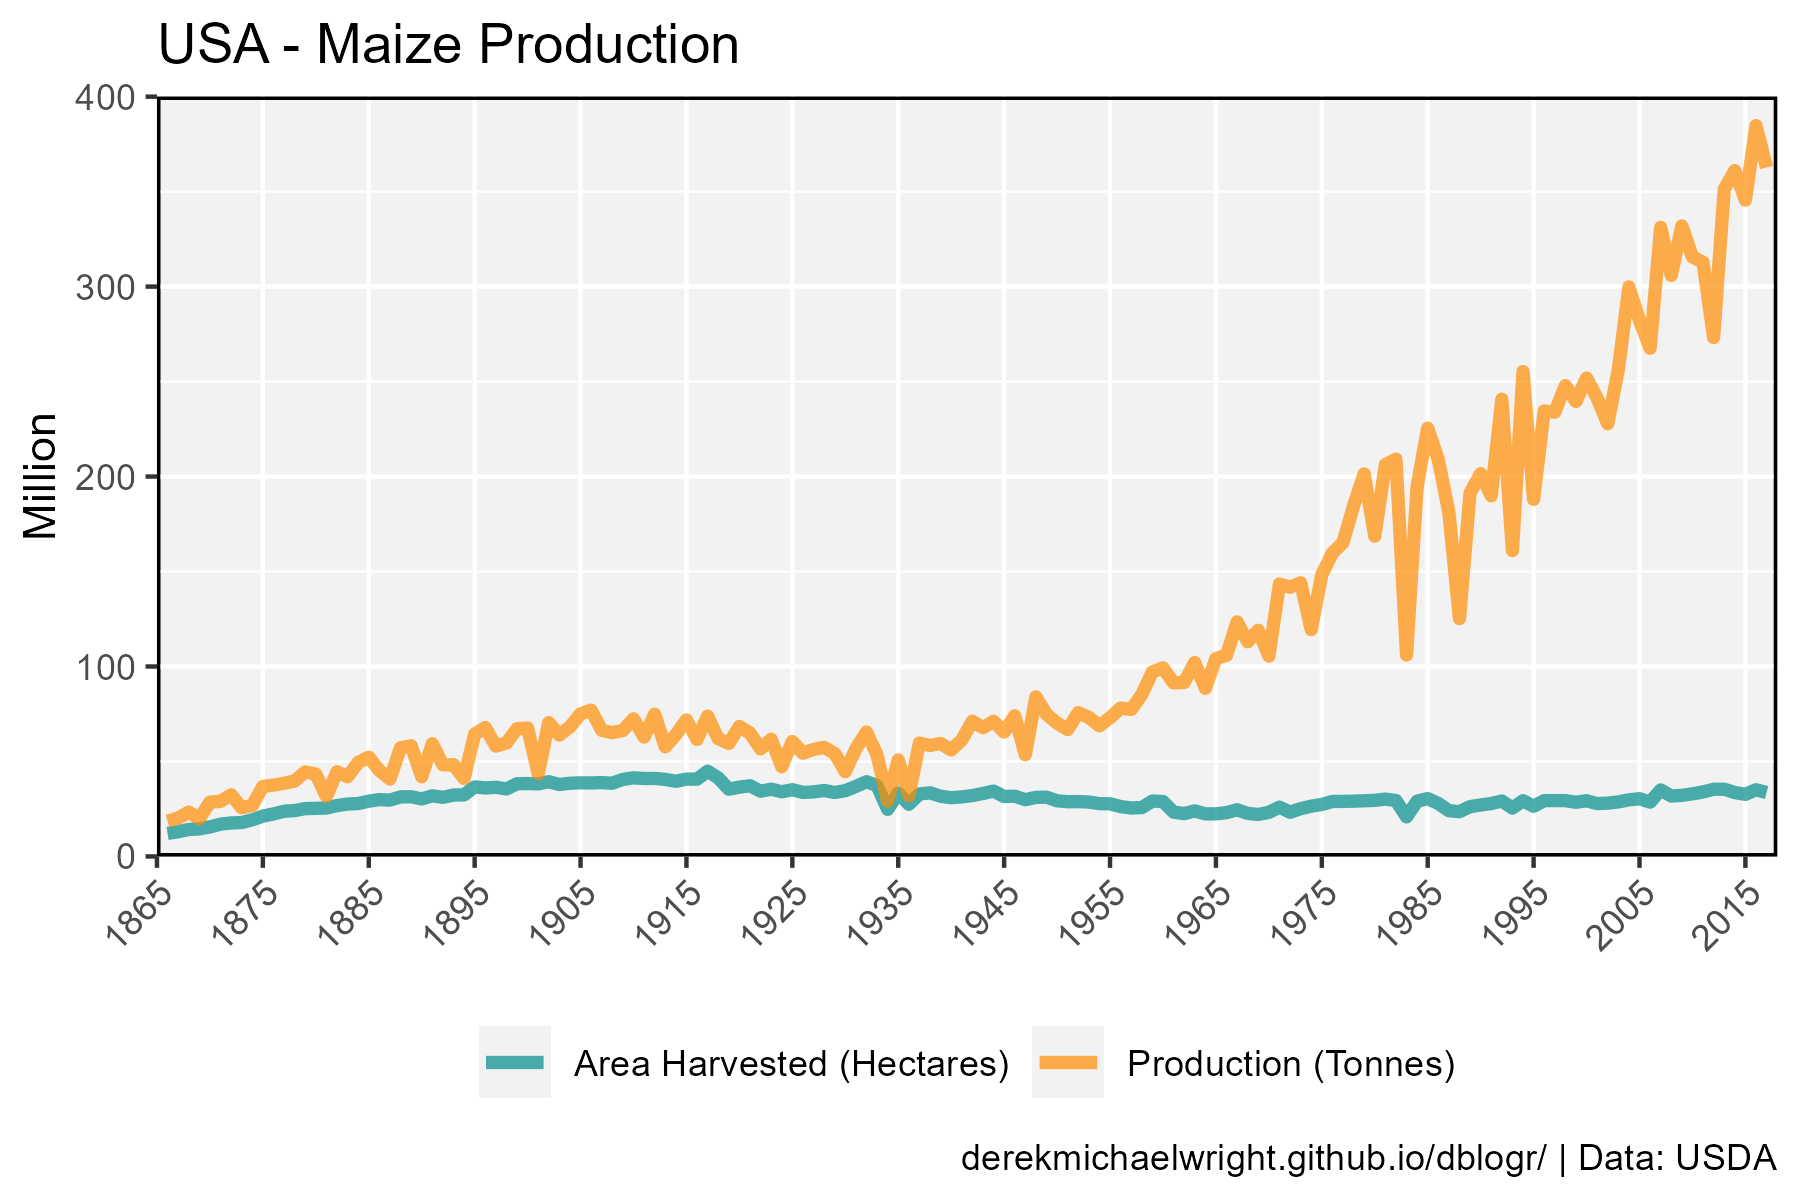 USA - Maize Production
400
300
200
100
0
Million
1865 1875 1885 1895 1905 1915 1925 1935 1945 1955 1965 1975 1985 1995 2005 2015
Area Harvested (Hectares) Production (Tonnes)
derekmichaelwright.github.io/dblogr/ | Data: USDA